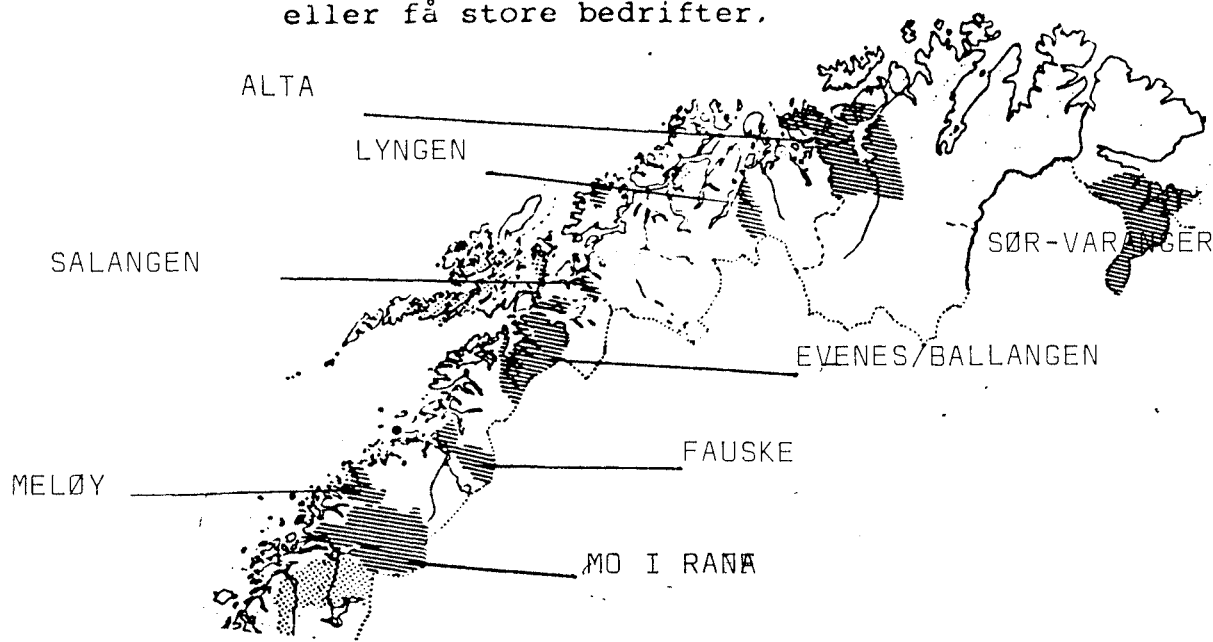 eller få store bedrifter.
ALTA
LYNGEN
SØR-VARANGER
SALANGEN
EVENES/BALLANGEN
FAUSKE
MELØY
MO I RANA